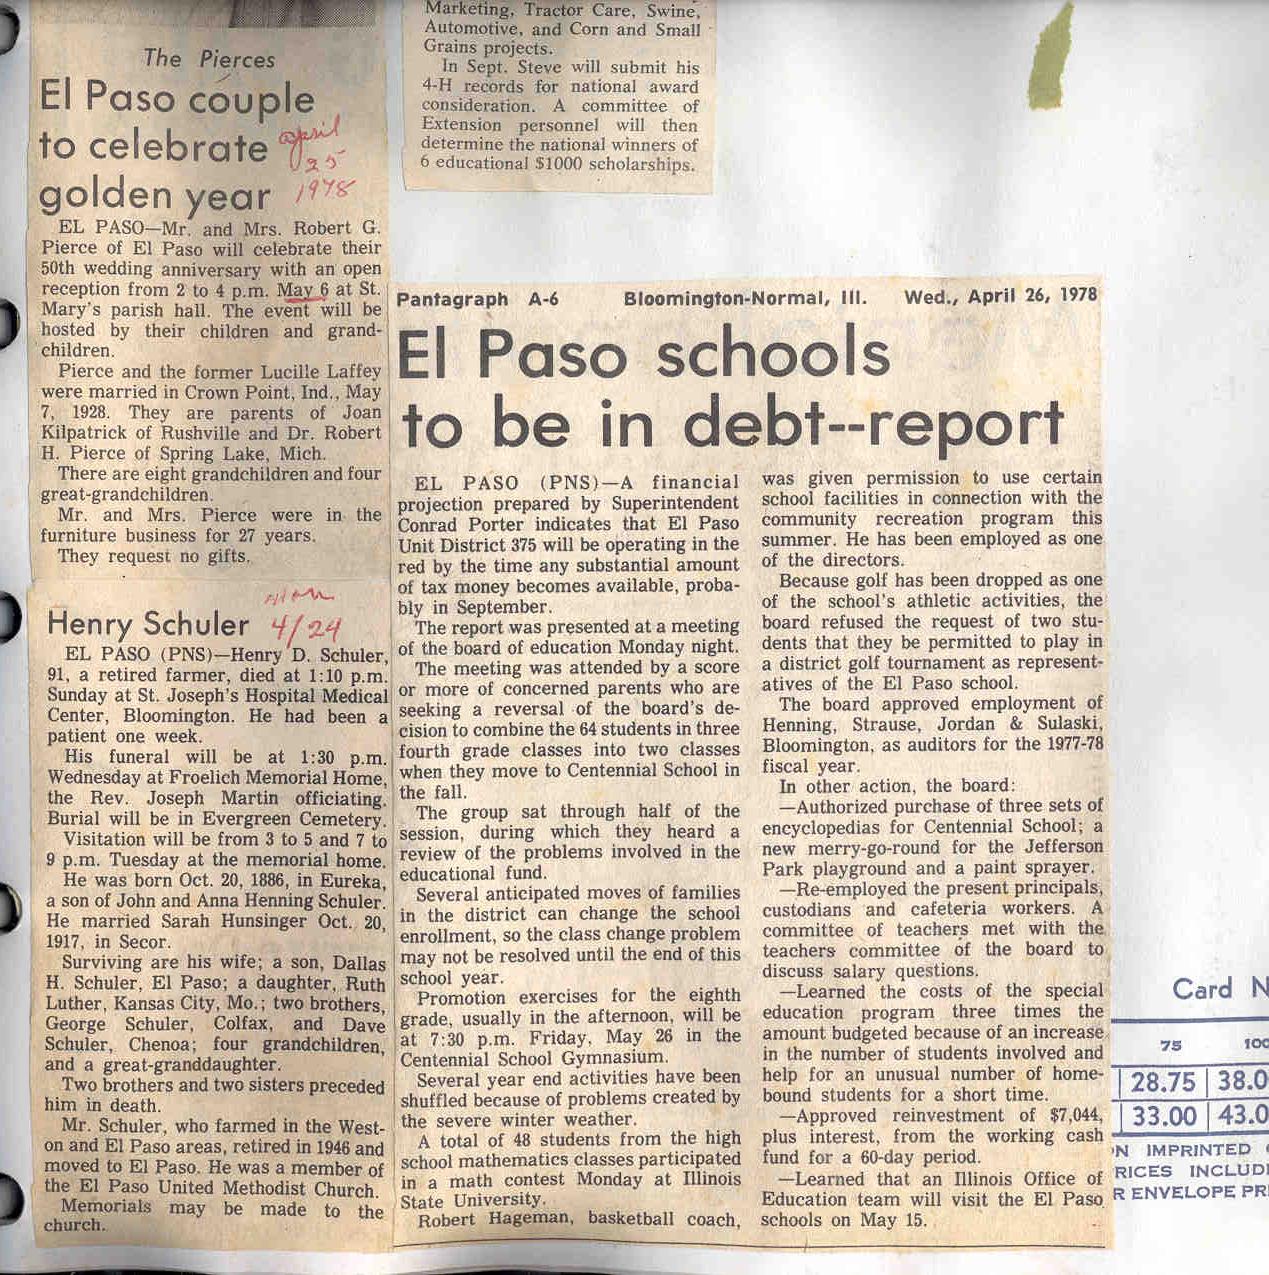 The Pierces
El Paso couple
to celebrate
golden year
april
25
1978
EL PASO—Mr. and Mrs. Robert G.
Pierce of El Paso will celebrate their
50th wedding anniversary with an open
reception from 2 to 4 p.m. May 6 at St.
Mary's parish hall. The event will be
hosted by their children and grand-
children.
Pierce and the former Lucille Laffey
were married in Crown Point, Ind., May
7, 1928. They are parents of Joan
Kilpatrick of Rushville and Dr. Robert
H. Pierce of Spring Lake, Mich.
There are eight grandchildren and four
great-grandchildren.
Mr. and Mrs. Pierce were in the
furniture business for 27 years.
They request no gifts.
Henry Schuler
mon
4/24
EL PASO (PNS)—Henry D. Schuler,
91, a retired farmer, died at 1:10 p.m.
Sunday at St. Joseph's Hospital Medical
Center, Bloomington. He had been a
patient one week.
His funeral will be at 1:30 p.m.
Wednesday at Froelich Memorial Home,
the Rev. Joseph Martin officiating.
Burial will be in Evergreen Cemetery.
Visitation will be from 3 to 5 and 7 to
9 p.m. Tuesday at the memorial home.
He was born Oct. 20, 1886, in Eureka,
a son of John and Anna Henning Schuler.
He married Sarah Hunsinger Oct. 20,
1917, in Secor.
Surviving are his wife; a son, Dallas
H. Schuler, El Paso; a daughter, Ruth
Luther, Kansas City, Mo.; two brothers,
George Schuler, Colfax, and Dave
Schuler, Chenoa; four grandchildren,
and a great-granddaughter.
Two brothers and two sisters preceded
him in death.
Mr. Schuler, who farmed in the West-
on and El Paso areas, retired in 1946 and
moved to El Paso. He was a member of
the El Paso United Methodist Church.
Memorials may be made to the
church.
Marketing, Tractor Care, Swine,
Automotive, and Corn and Small
Grains projects.
In Sept. Steve will submit his
4-H records for national award
consideration. A committee of
Extension personnel will then
determine the national winners of
6 educational $1000 scholarships.
Pantagraph A-6 Bloomington-Normal, Ill. Wed., April 26, 1978
El Paso schools
to be in debt--report
EL PASO (PNS)—A financial
projection prepared by Superintendent
Conrad Porter indicates that El Paso
Unit District 375 will be operating in the
red by the time any substantial amount
of tax money becomes available, proba-
bly in September.
The report was presented at a meeting
of the board of education Monday night.
The meeting was attended by a score
or more of concerned parents who are
seeking a reversal of the board's de-
cision to combine the 64 students in three
fourth grade classes into two classes
when they move to Centennial School in
the fall.
The group sat through half of the
session, during which they heard a
review of the problems involved in the
educational fund.
Several anticipated moves of families
in the district can change the school
enrollment, so the class change problem
may not be resolved until the end of this
school year.
Promotion exercises for the eighth
grade, usually in the afternoon, will be
at 7:30 p.m. Friday, May 26 in the
Centennial School Gymnasium.
Several year end activities have been
shuffled because of problems created by
the severe winter weather.
A total of 48 students from the high
school mathematics classes participated
in a math contest Monday at Illinois
State University.
Robert Hageman, basketball coach,
was given permission to use certain
school facilities in connection with the
community recreation program this
summer. He has been employed as one
of the directors.
Because golf has been dropped as one
of the school's athletic activities, the
board refused the request of two stu-
dents that they be permitted to play in
a district golf tournament as represent-
atives of the El Paso school.
The board approved employment of
Henning, Strause, Jordan & Sulaski,
Bloomington, as auditors for the 1977-78
fiscal year.
In other action, the board:
—Authorized purchase of three sets of
encyclopedias for Centennial School; a
new merry-go-round for the Jefferson
Park playground and a paint sprayer.
—Re-employed the present principals,
custodians and cafeteria workers. A
committee of teachers met with the
teachers committee of the board to
discuss salary questions.
—Learned the costs of the special
education program three times the
amount budgeted because of an increase
in the number of students involved and
help for an unusual number of home-
bound students for a short time.
—Approved reinvestment of $7,044,
plus interest, from the working cash
fund for a 60-day period.
—Learned that an Illinois Office of
Education team will visit the El Paso
schools on May 15.
Card N
75 100
28.75 38.0
33.00 43.0
N IMPRINTED
RICES INCLUD
R ENVELOPE PR